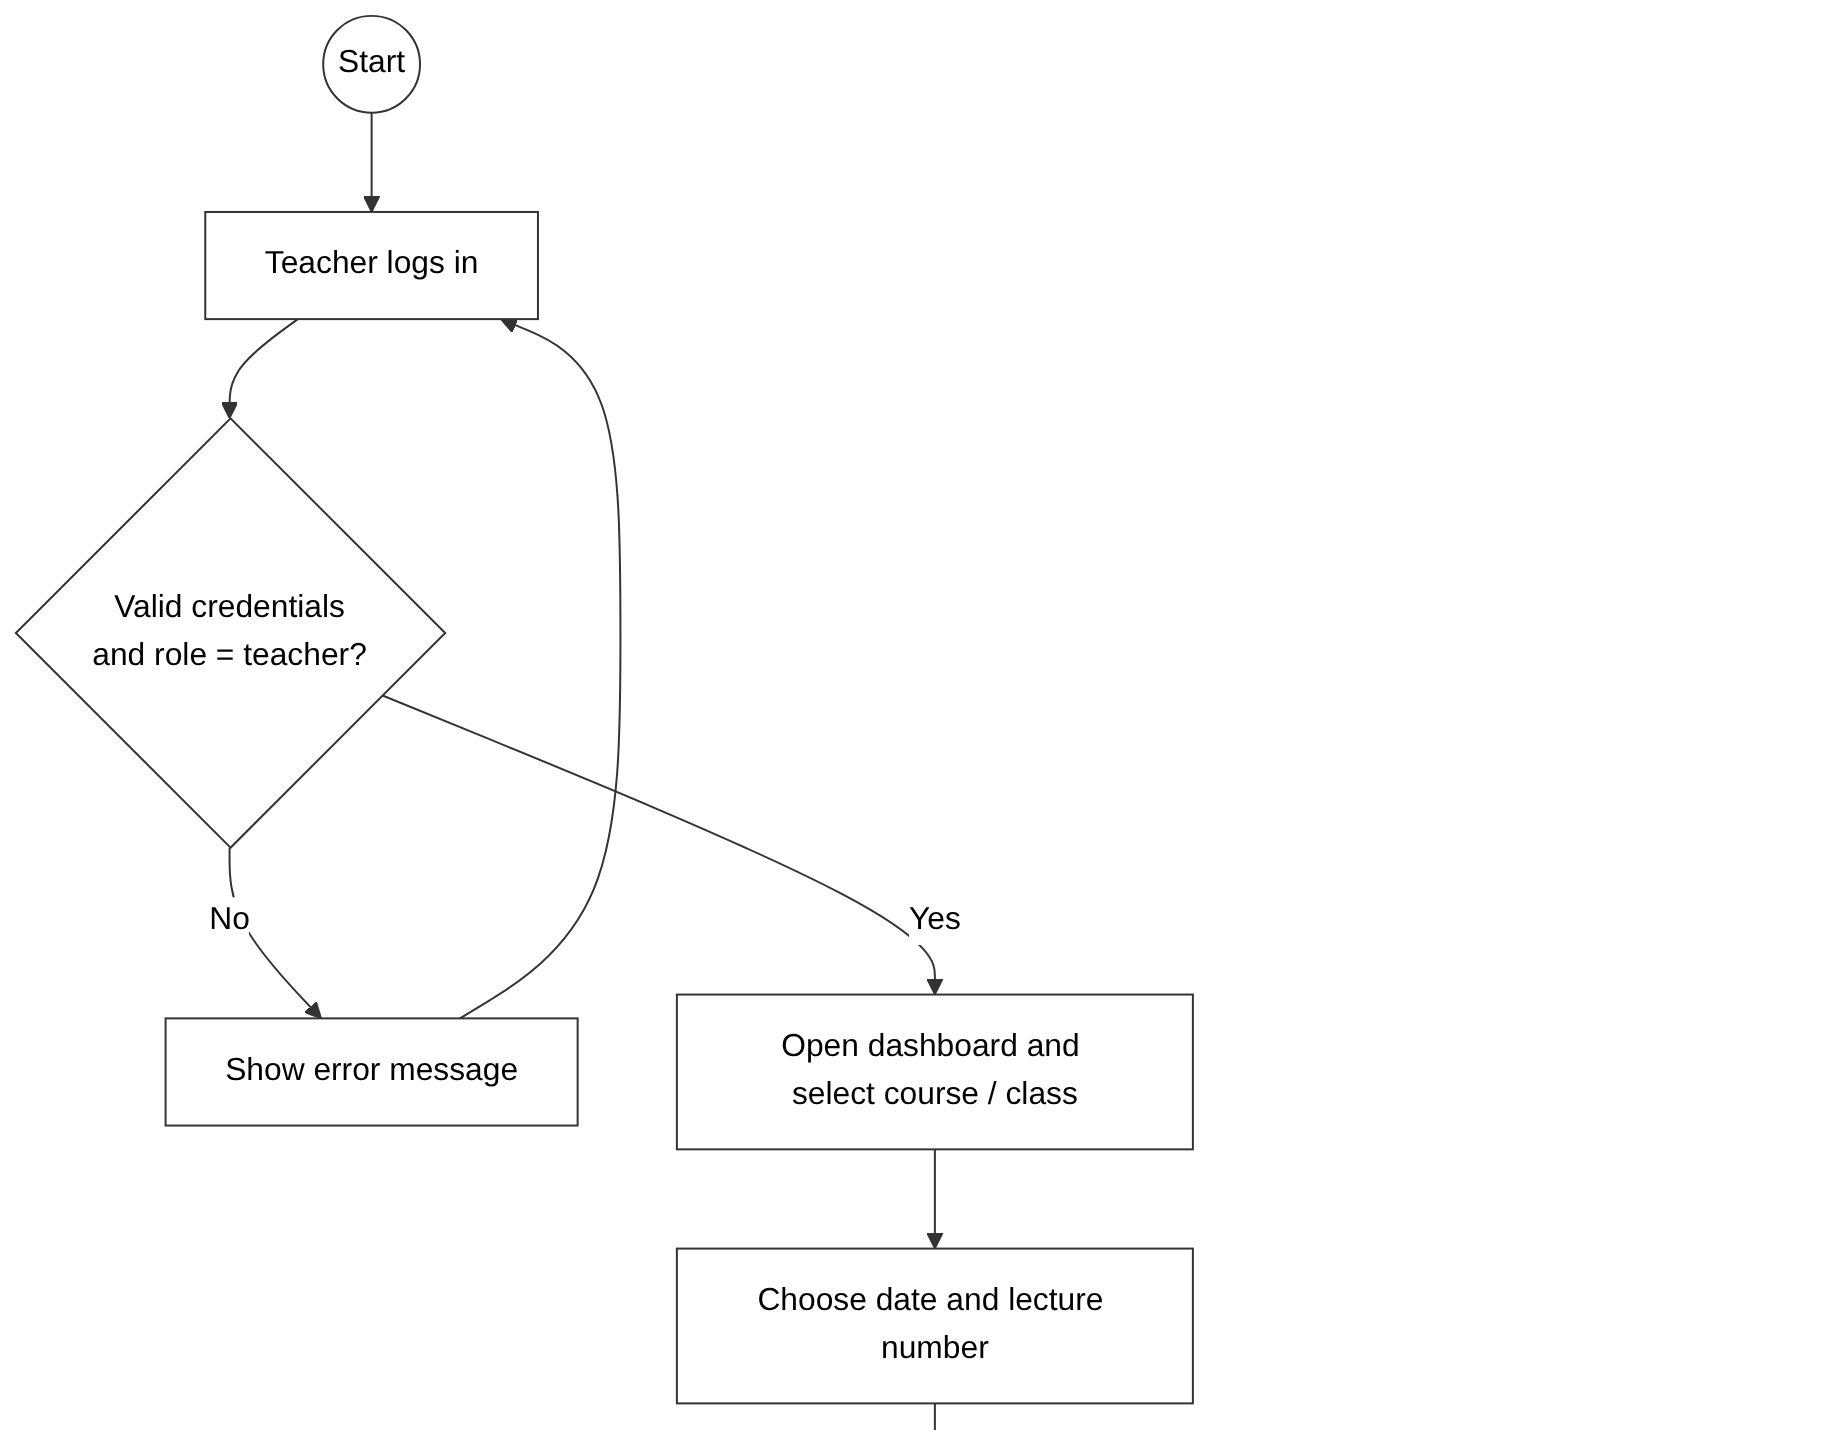 Start
Teacher logs in
Valid credentials
and role = teacher?
No
Yes
Show error message
Open dashboard and
select course / class
Choose date and lecture
number